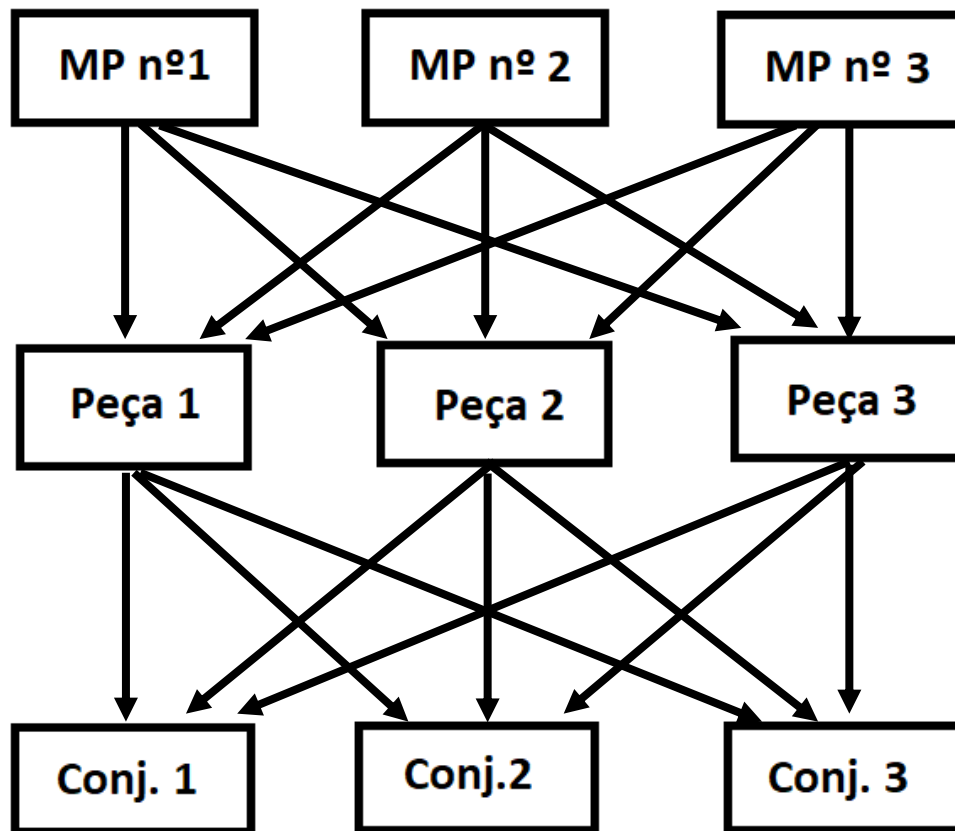 MP nº1
MP nº 2
MP nº 3
Peça 1
Peça 2
Peça 3
Conj. 1
Conj.2
Conj. 3